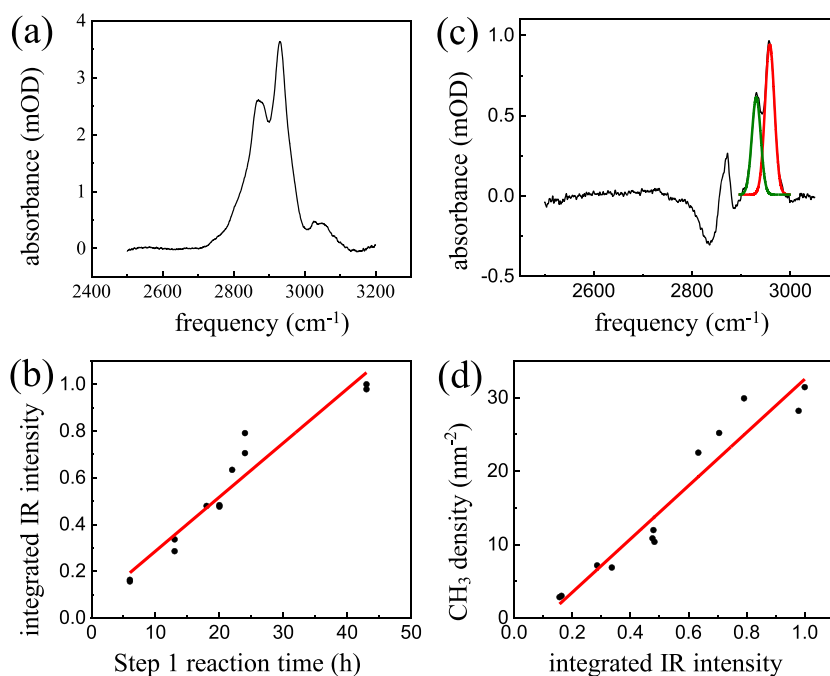 (a)
4
3
2
1
0
absorbance (mOD)
2400 2600 2800 3000 3200
frequency (cm⁻¹)
(c)
1.0
0.5
0.0
-0.5
absorbance (mOD)
2600 2800 3000
frequency (cm⁻¹)
(b)
1.0
0.8
0.6
0.4
0.2
0.0
integrated IR intensity
0 10 20 30 40 50
Step 1 reaction time (h)
(d)
30
20
10
0
CH₃ density (nm⁻²)
0.0 0.2 0.4 0.6 0.8 1.0
integrated IR intensity